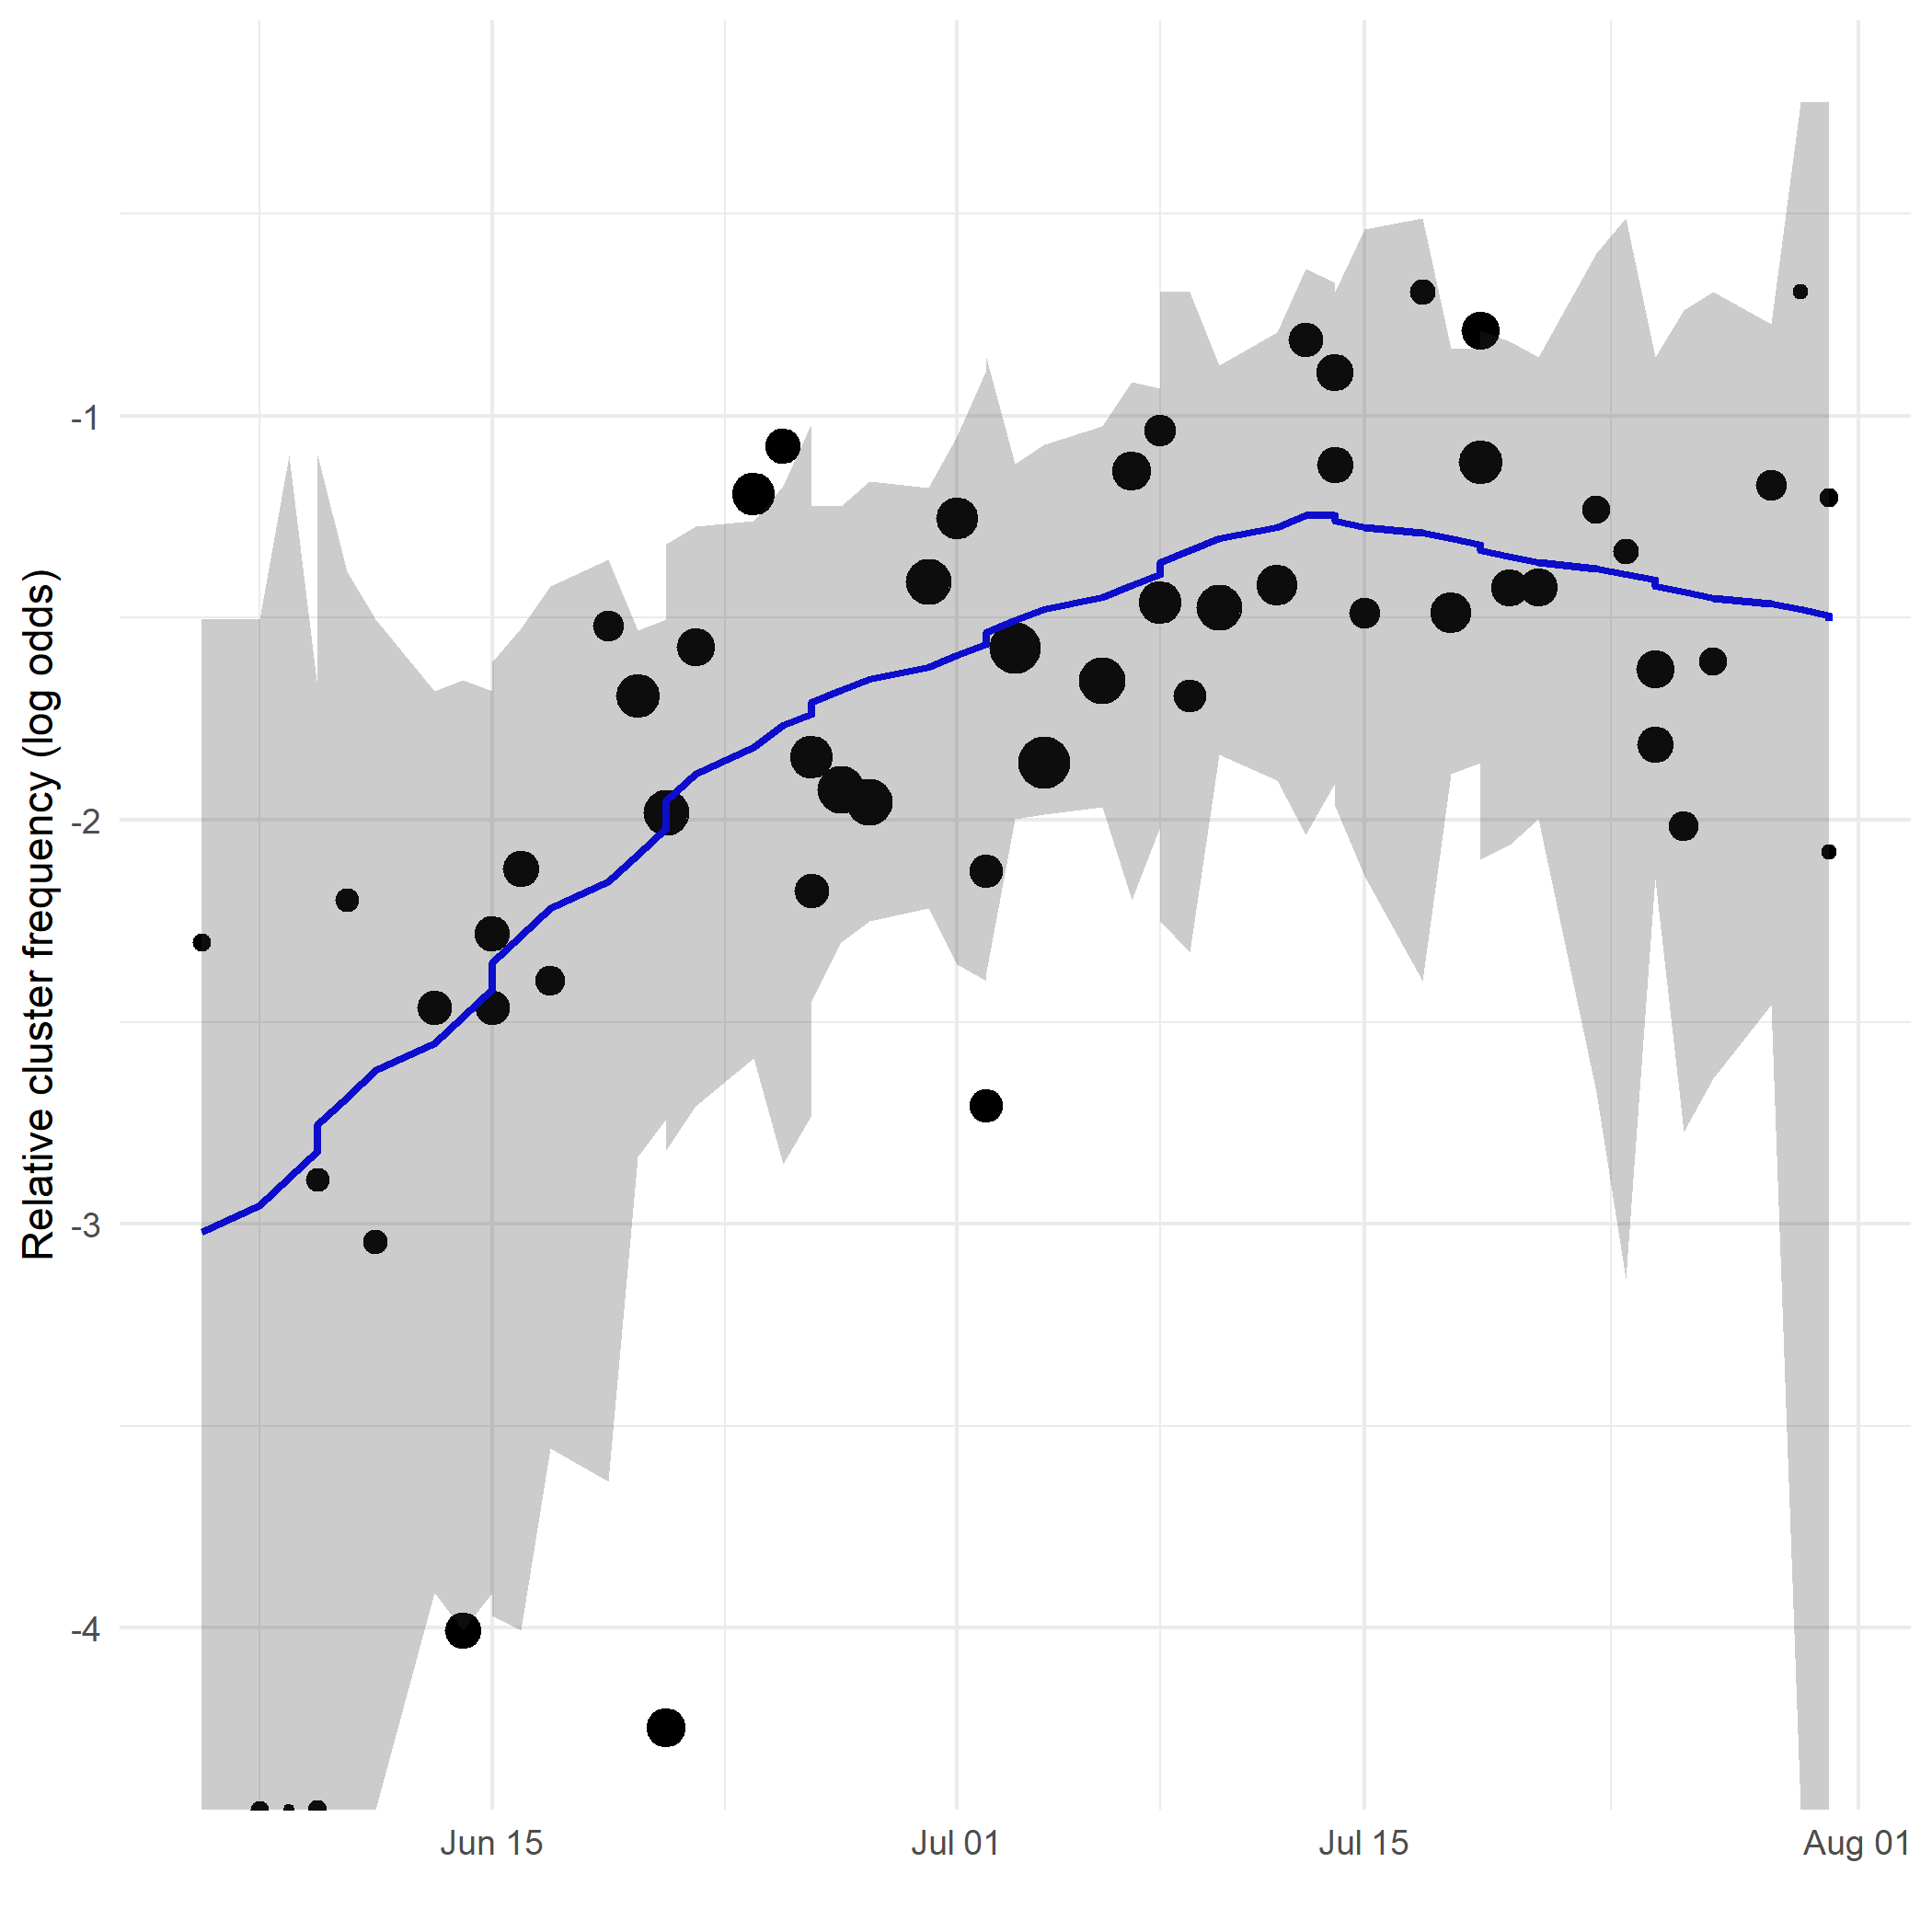 Relative cluster frequency (log odds)
-1
-2
-3
-4
Jun 15
Jul 01
Jul 15
Aug 01